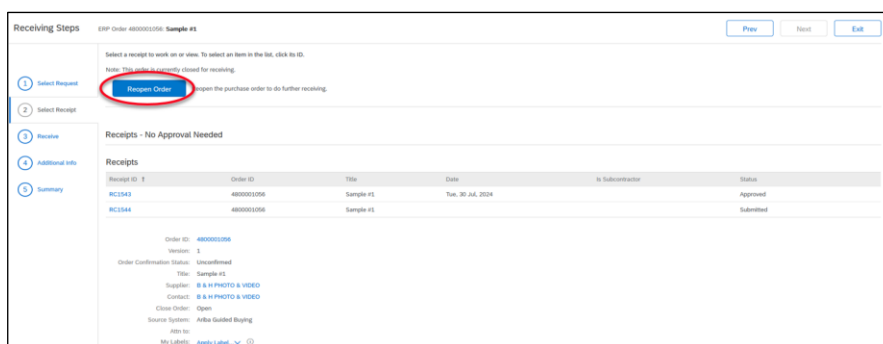 Receiving Steps
ERP Order 4800001056: Sample #1
Prev
Next
Exit
Select a receipt to work on or view. To select an item in the list, click its ID.
Note: This order is currently closed for receiving.
1 Select Request
Reopen Order
eopen the purchase order to do further receiving.
2 Select Receipt
3 Receive
Receipts - No Approval Needed
4 Additional Info
Receipts
Receipt ID ↑ Order ID Title Date Is Subcontractor Status
5 Summary
RC1543 4800001056 Sample #1 Tue, 30 Jul, 2024 Approved
RC1544 4800001056 Sample #1 Submitted
Order ID: 4800001056
Version: 1
Order Confirmation Status: Unconfirmed
Title: Sample #1
Supplier: B & H PHOTO & VIDEO
Contact: B & H PHOTO & VIDEO
Close Order: Open
Source System: Ariba Guided Buying
Attn to:
My Labels: Apply Label...